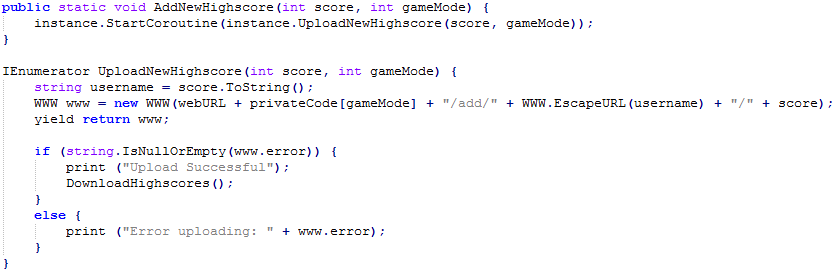 public static void AddNewHighscore(int score, int gameMode) {
    instance.StartCoroutine(instance.UploadNewHighscore(score, gameMode));
}

IEnumerator UploadNewHighscore(int score, int gameMode) {
    string username = score.ToString();
    WWW www = new WWW(webURL + privateCode[gameMode] + "/add/" + WWW.EscapeURL(username) + "/" + score);
    yield return www;

    if (string.IsNullOrEmpty(www.error)) {
        print ("Upload Successful");
        DownloadHighscores();
    }
    else {
        print ("Error uploading: " + www.error);
    }
}